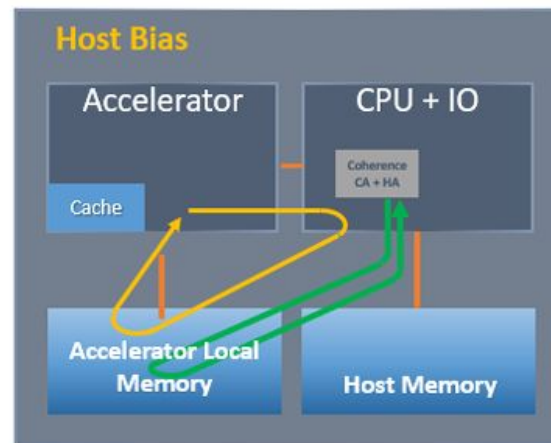 Host Bias
Accelerator
CPU + IO
Coherence
CA + HA
Cache
Accelerator Local
Memory
Host Memory